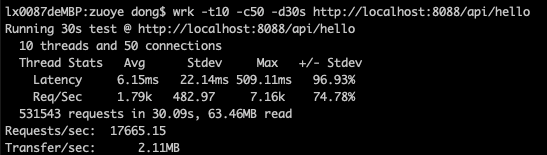 lx0087deMBP:zuoye dong$ wrk -t10 -c50 -d30s http://localhost:8088/api/hello
Running 30s test @ http://localhost:8088/api/hello
  10 threads and 50 connections
  Thread Stats   Avg      Stdev     Max   +/- Stdev
    Latency     6.15ms   22.14ms 509.11ms   96.93%
    Req/Sec     1.79k   482.97     7.16k    74.78%
  531543 requests in 30.09s, 63.46MB read
Requests/sec:  17665.15
Transfer/sec:      2.11MB